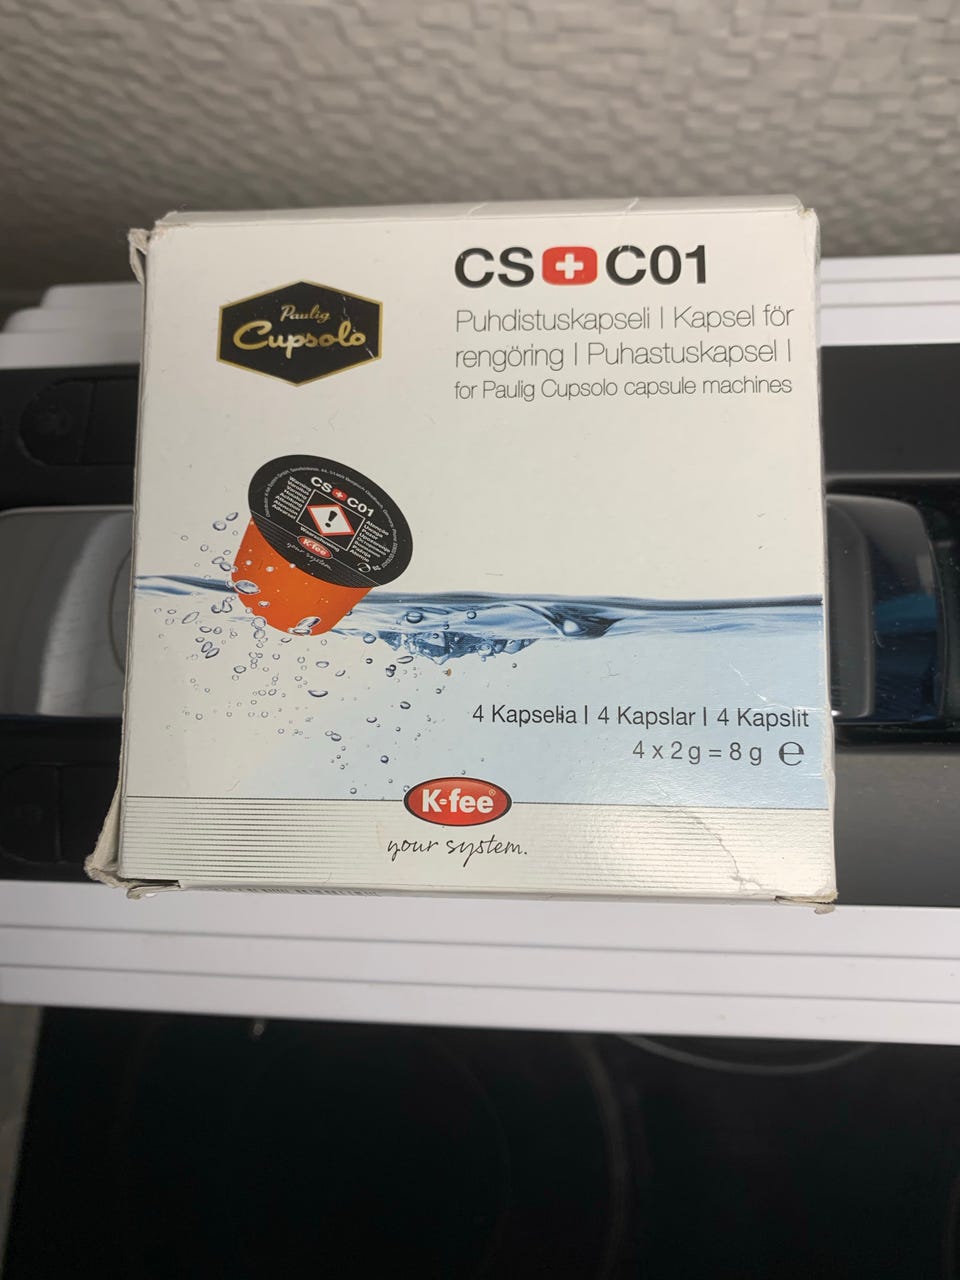 CS+C01
Paulig
Cupsolo
Puhdistuskapseli | Kapsel för
rengöring | Puhastuskapsel |
for Paulig Cupsolo capsule machines
CS+C01
K-fee
your system
4 Kapselia | 4 Kapslar | 4 Kapslit
4 x 2 g = 8 g ℮
K-fee®
your system.